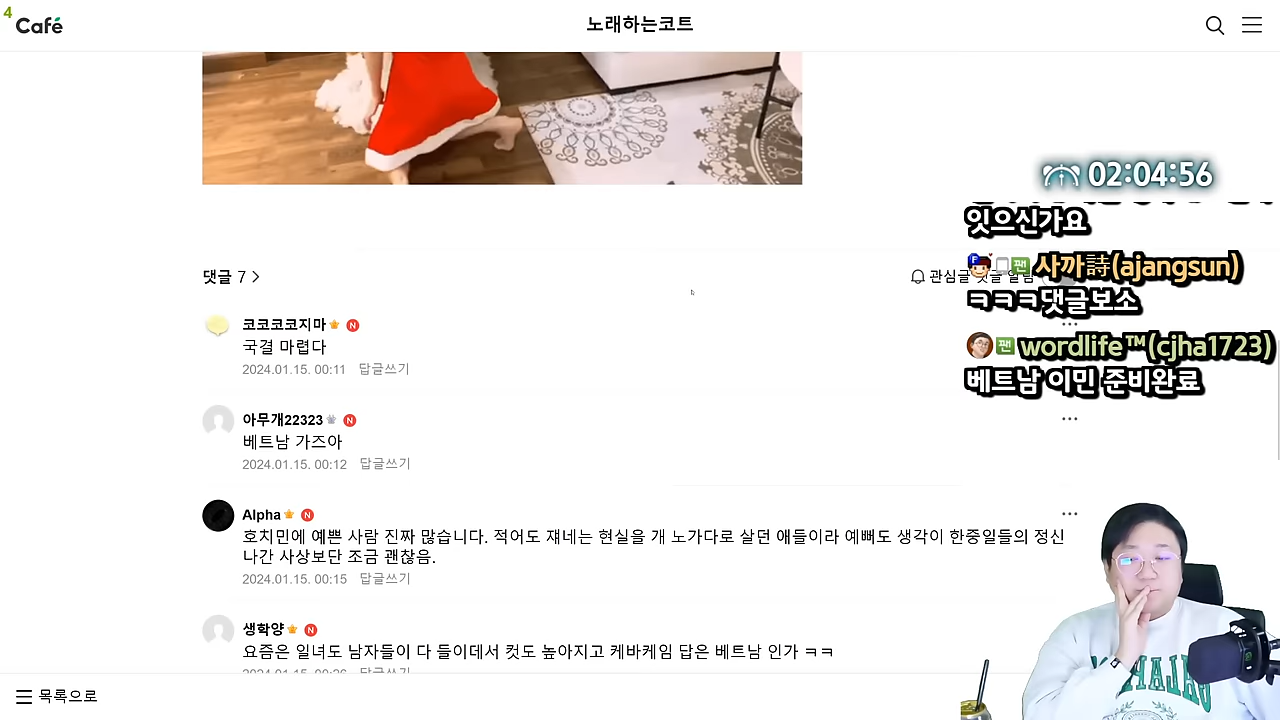 4
Café
노래하는코트
02:04:56
잇으신가요
댓글 7
사까詩(ajangsun)
ㅋㅋㅋ댓글보소
wordlife™(cjha1723)
베트남 이민 준비완료
코코코코지마 N
국결 마렵다
2024.01.15. 00:11 답글쓰기
아무개22323 N
베트남 가즈아
2024.01.15. 00:12 답글쓰기
Alpha N
호치민에 예쁜 사람 진짜 많습니다. 적어도 쟤네는 현실을 개 노가다로 살던 애들이라 예뻐도 생각이 한중일들의 정신
나간 사상보단 조금 괜찮음.
2024.01.15. 00:15 답글쓰기
생학양 N
요즘은 일녀도 남자들이 다 들이데서 컷도 높아지고 케바케임 답은 베트남 인가 ㅋㅋ
목록으로